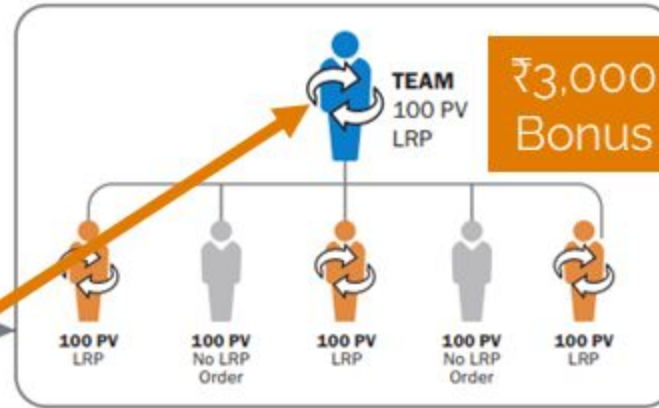 TEAM
100 PV
LRP
₹3,000
Bonus
100 PV
LRP
100 PV
No LRP
Order
100 PV
LRP
100 PV
No LRP
Order
100 PV
LRP